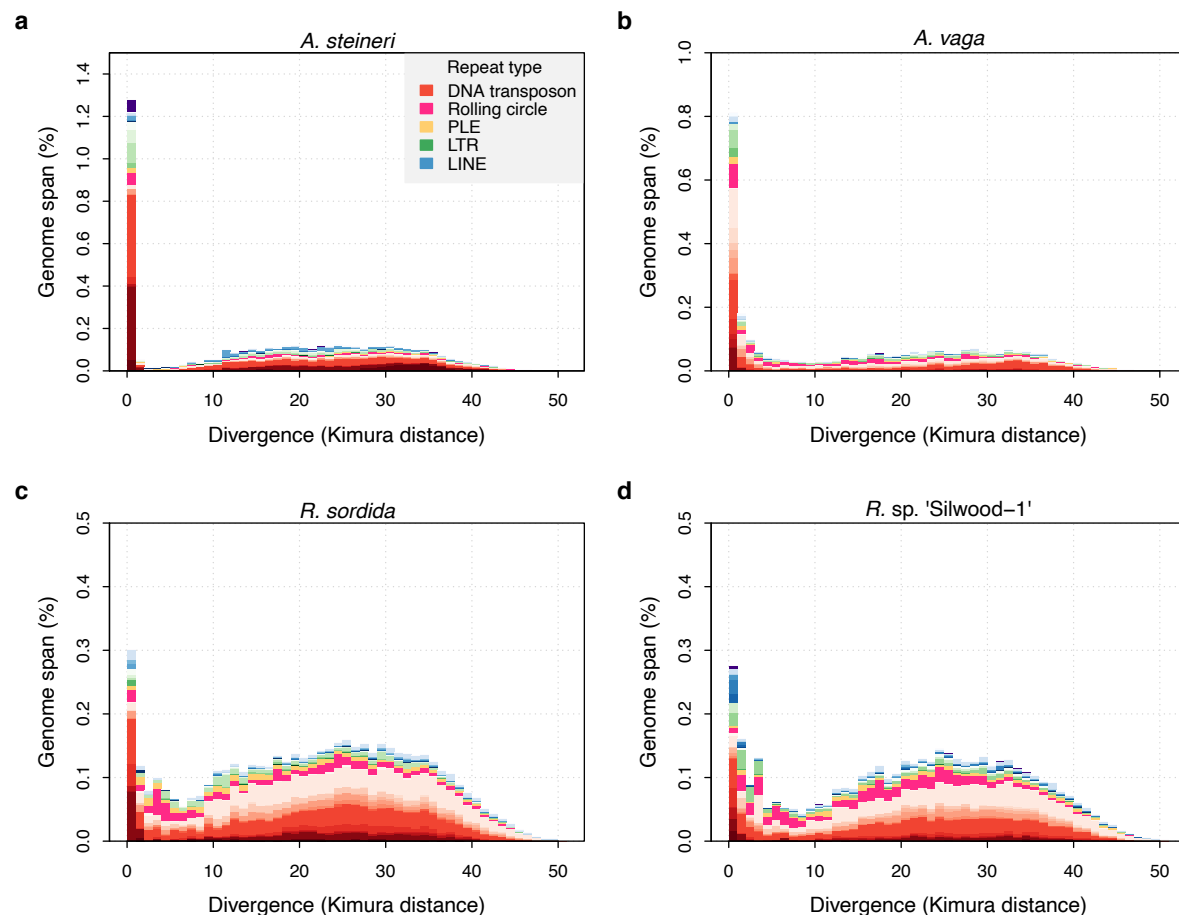 a
A. steineri
Genome span (%)
0.0 0.2 0.4 0.6 0.8 1.0 1.2 1.4
Repeat type
DNA transposon
Rolling circle
PLE
LTR
LINE
0 10 20 30 40 50
Divergence (Kimura distance)
b
A. vaga
Genome span (%)
0.0 0.2 0.4 0.6 0.8 1.0
0 10 20 30 40 50
Divergence (Kimura distance)
c
R. sordida
Genome span (%)
0.0 0.1 0.2 0.3 0.4 0.5
0 10 20 30 40 50
Divergence (Kimura distance)
d
R. sp. 'Silwood−1'
Genome span (%)
0.0 0.1 0.2 0.3 0.4 0.5
0 10 20 30 40 50
Divergence (Kimura distance)